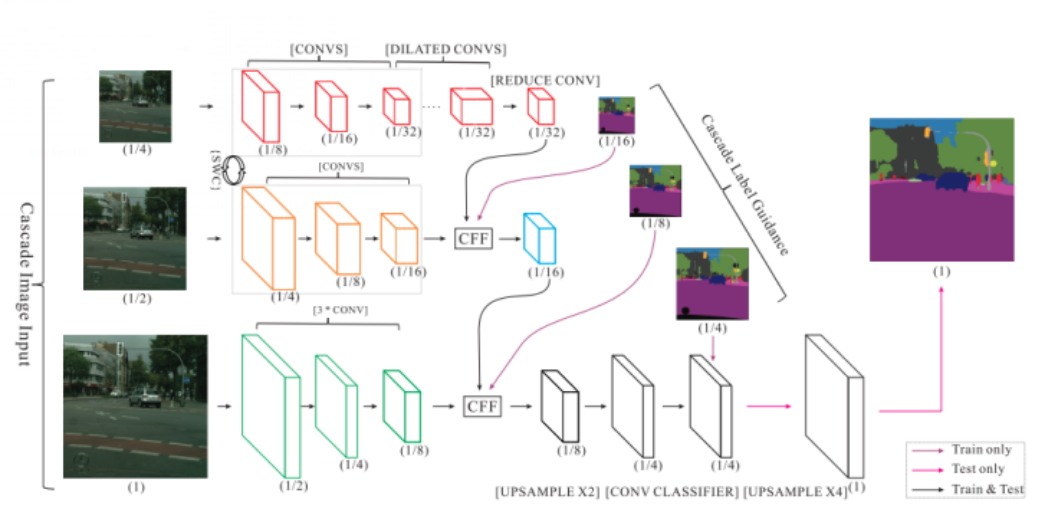 [CONVS]
[DILATED CONVS]
[REDUCE CONV]
(1/4)
(1/8)
(1/16)
(1/32)
(1/32)
(1/32)
(1/16)
[SWC]
[CONVS]
Cascade Label Guidance
(1/2)
(1/4)
(1/8)
(1/16)
CFF
(1/16)
(1/8)
(1)
Cascade Image Input
[3 * CONV]
(1/4)
(1)
(1/2)
(1/4)
(1/8)
CFF
(1/8)
(1/4)
(1/4)
(1)
[UPSAMPLE X2] [CONV CLASSIFIER] [UPSAMPLE X4]
Train only
Test only
Train & Test